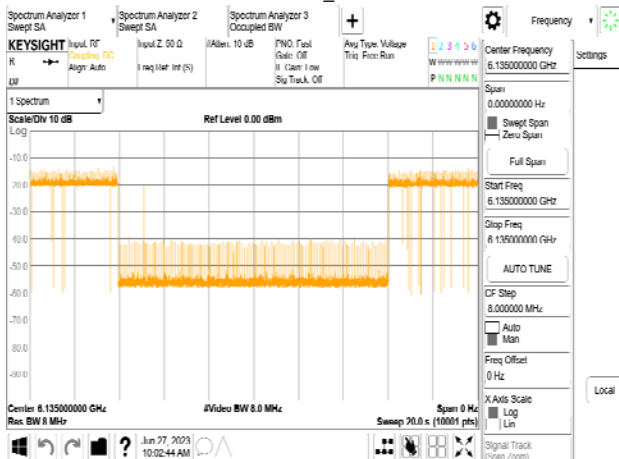 Spectrum Analyzer 1
Swept SA
Spectrum Analyzer 2
Swept SA
Spectrum Analyzer 3
Occupied BW
+
Frequency
Settings
KEYSIGHT
R
Input: RF
Coupling: DC
Align: Auto
Input Z: 50 Ω
Freq Ref: Int (S)
#Atten: 10 dB
PNO: Fast
Gate: Off
IF Gain: Low
Sig Track: Off
Avg Type: Voltage
Trig: Free Run
1 2 3 4 5 6
W W W W W W
P N N N N N
1 Spectrum
Scale/Div 10 dB
Ref Level 0.00 dBm
Log
-10.0
-20.0
-30.0
-40.0
-50.0
-60.0
-70.0
-80.0
-90.0
Center 6.135000000 GHz
Res BW 8 MHz
#Video BW 8.0 MHz
Span 0 Hz
Sweep 20.0 s (10001 pts)
Center Frequency
6.135000000 GHz
Span
0.00000000 Hz
Swept Span
Zero Span
Full Span
Start Freq
6.135000000 GHz
Stop Freq
6.135000000 GHz
AUTO TUNE
CF Step
8.000000 MHz
Auto
Man
Freq Offset
0 Hz
X Axis Scale
Log
Lin
Signal Track
(Span Zoom)
Local
?
Jun 27, 2023
10:02:44 AM